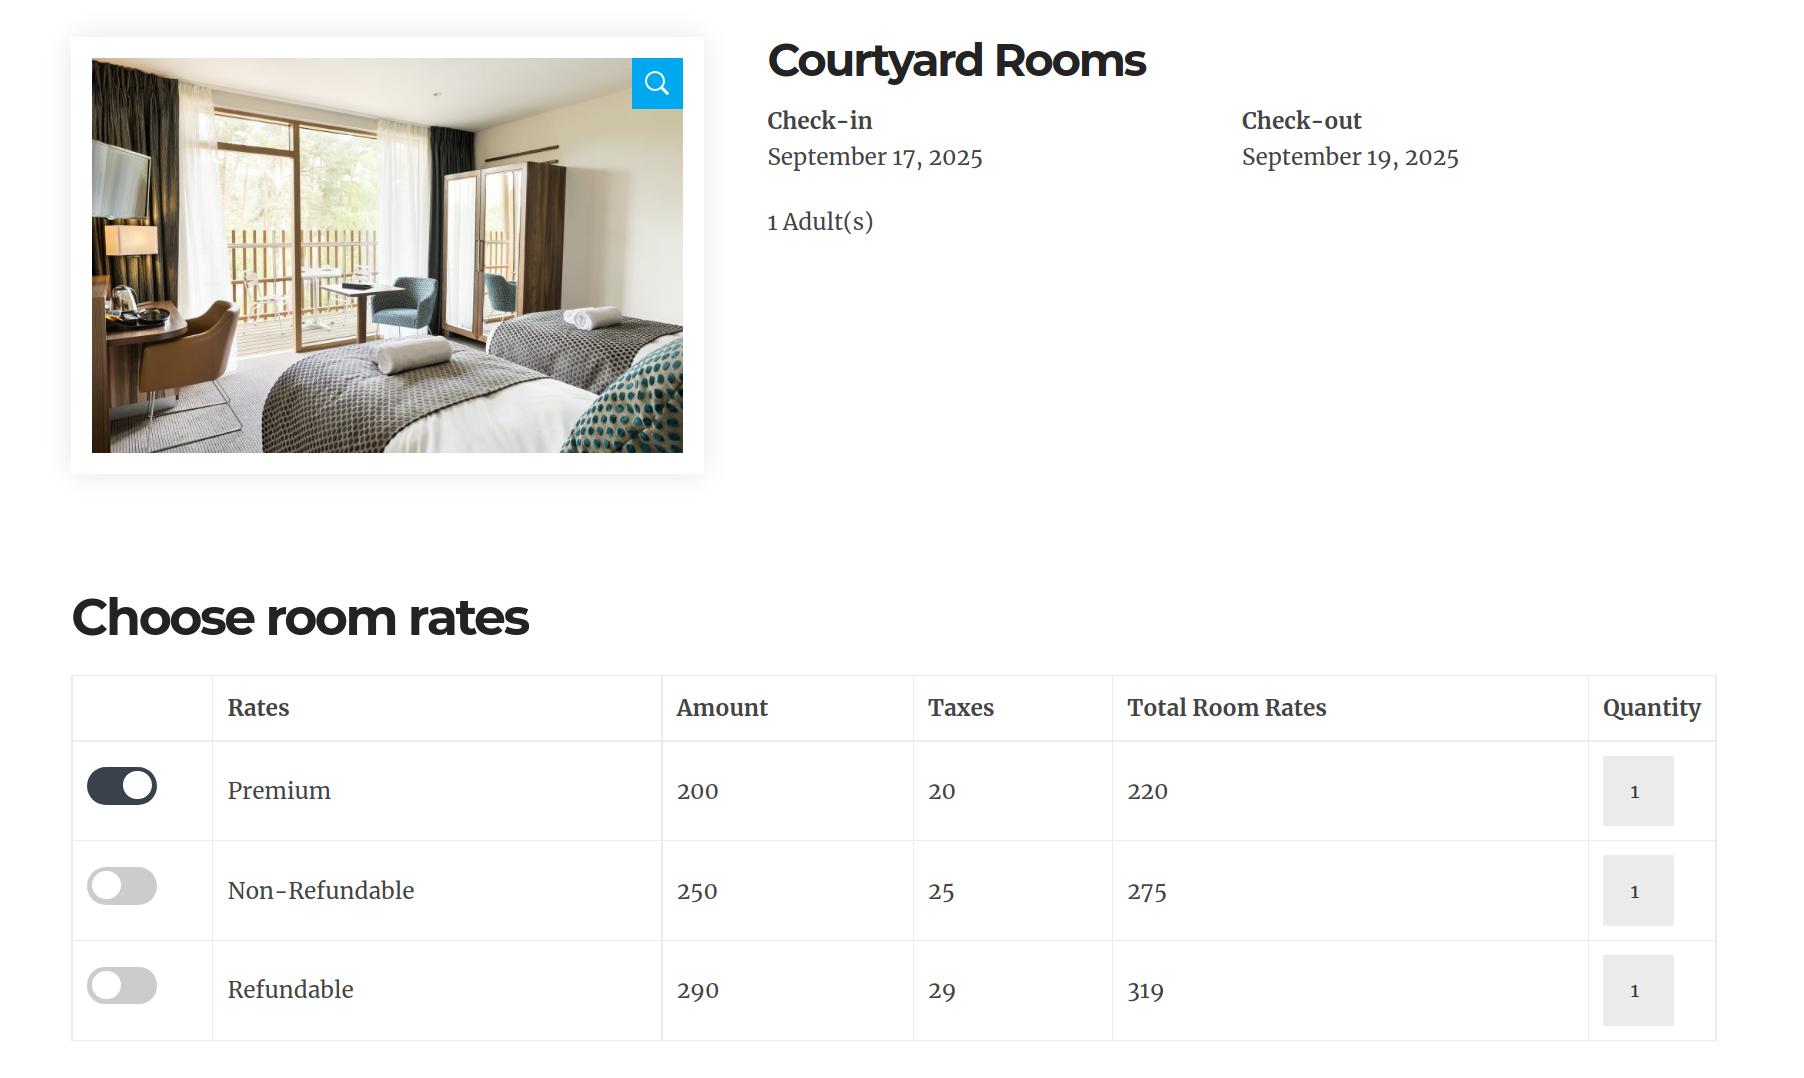 Courtyard Rooms
Check-in
Check-out
September 17, 2025
September 19, 2025
1 Adult(s)
Choose room rates
Rates Amount Taxes Total Room Rates Quantity
Premium 200 20 220 1
Non-Refundable 250 25 275 1
Refundable 290 29 319 1